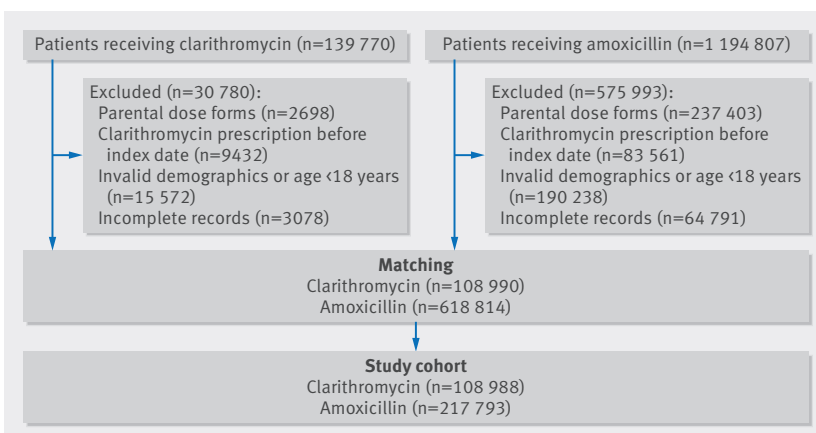 Patients receiving clarithromycin (n=139 770)
Excluded (n=30 780):
Parental dose forms (n=2698)
Clarithromycin prescription before
index date (n=9432)
Invalid demographics or age <18 years
(n=15 572)
Incomplete records (n=3078)
Patients receiving amoxicillin (n=1 194 807)
Excluded (n=575 993):
Parental dose forms (n=237 403)
Clarithromycin prescription before
index date (n=83 561)
Invalid demographics or age <18 years
(n=190 238)
Incomplete records (n=64 791)
Matching
Clarithromycin (n=108 990)
Amoxicillin (n=618 814)
Study cohort
Clarithromycin (n=108 988)
Amoxicillin (n=217 793)